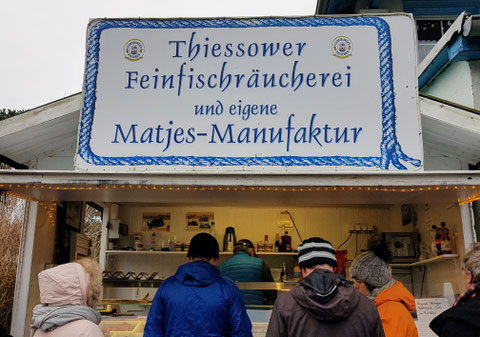 Thiessower
Feinfischräucherei
und eigene
Matjes-Manufaktur